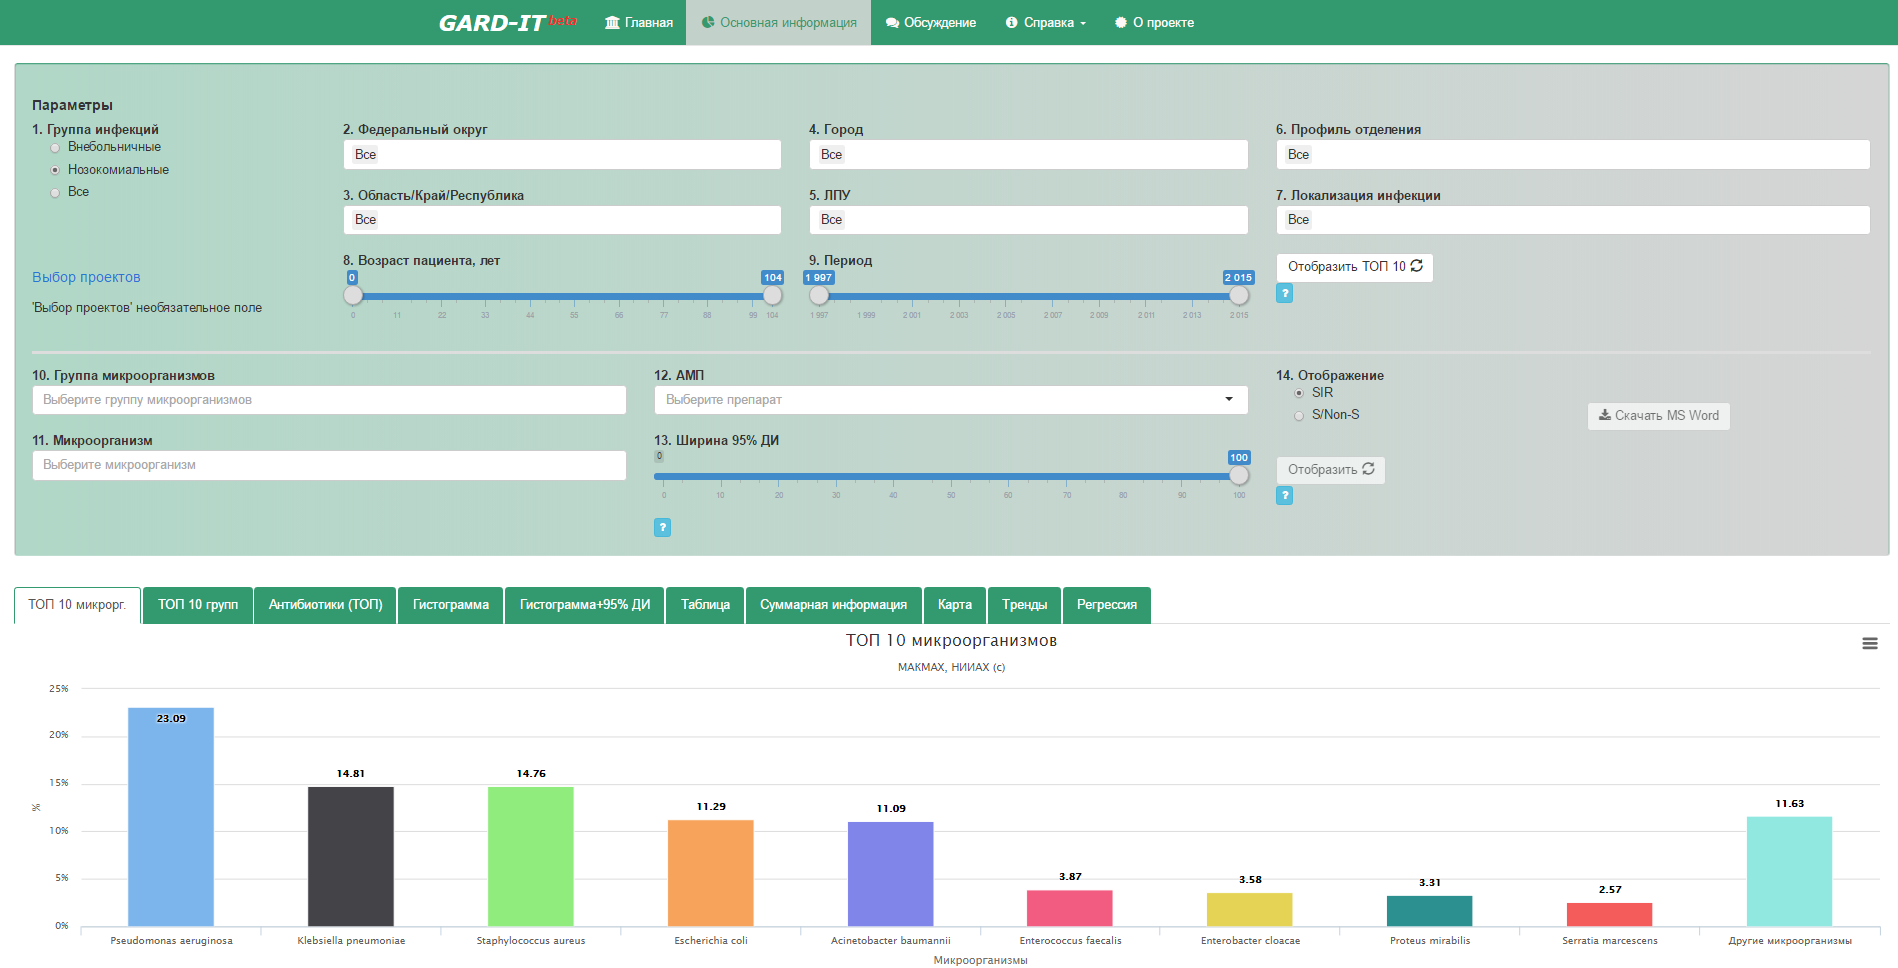 GARD-IT beta
Главная
Основная информация
Обсуждение
Справка
О проекте
Параметры
1. Группа инфекций
Внебольничные
Нозокомиальные
Все
Выбор проектов
'Выбор проектов' необязательное поле
2. Федеральный округ
Все
3. Область/Край/Республика
Все
4. Город
Все
5. ЛПУ
Все
6. Профиль отделения
Все
7. Локализация инфекции
Все
8. Возраст пациента, лет
0 104
0 11 22 33 44 55 66 77 88 99 104
9. Период
1 997 2 015
1 997 1 999 2 001 2 003 2 005 2 007 2 009 2 011 2 013 2 015
Отобразить ТОП 10
?
10. Группа микроорганизмов
Выберите группу микроорганизмов
11. Микроорганизм
Выберите микроорганизм
12. АМП
Выберите препарат
13. Ширина 95% ДИ
0 100
0 10 20 30 40 50 60 70 80 90 100
?
14. Отображение
SIR
S/Non-S
Скачать MS Word
Отобразить
?
ТОП 10 микрорг.
ТОП 10 групп
Антибиотики (ТОП)
Гистограмма
Гистограмма+95% ДИ
Таблица
Суммарная информация
Карта
Тренды
Регрессия
ТОП 10 микроорганизмов
МАКМАХ, НИИАХ (c)
%
25%
20%
15%
10%
5%
0%
23.09
14.81
14.76
11.29
11.09
3.87
3.58
3.31
2.57
11.63
Pseudomonas aeruginosa
Klebsiella pneumoniae
Staphylococcus aureus
Escherichia coli
Acinetobacter baumannii
Enterococcus faecalis
Enterobacter cloacae
Proteus mirabilis
Serratia marcescens
Другие микроорганизмы
Микроорганизмы